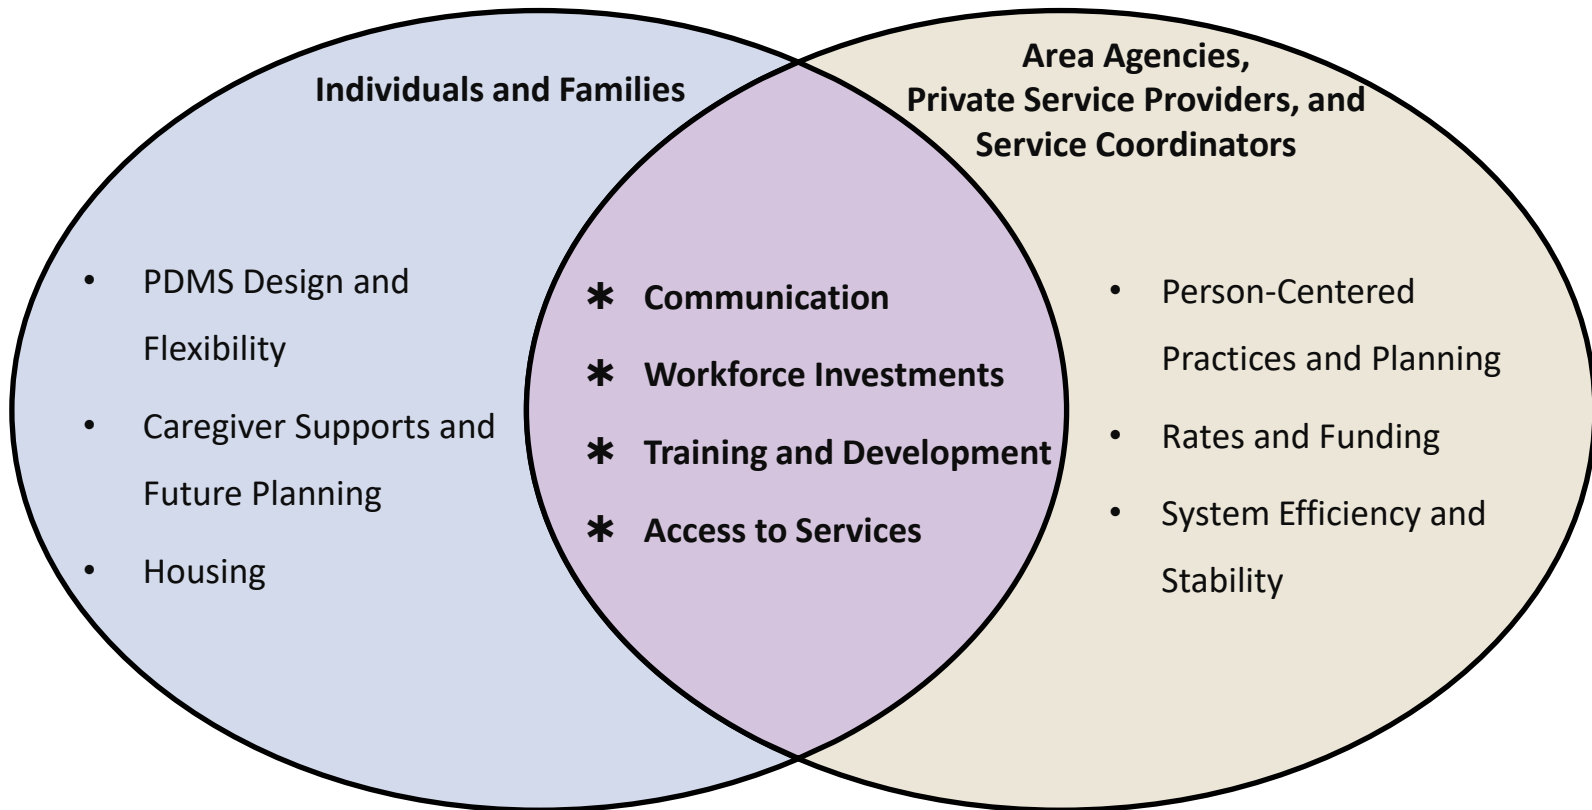 Individuals and Families
Area Agencies,
Private Service Providers, and
Service Coordinators
• PDMS Design and
Flexibility
• Caregiver Supports and
Future Planning
• Housing
* Communication
* Workforce Investments
* Training and Development
* Access to Services
• Person-Centered
Practices and Planning
• Rates and Funding
• System Efficiency and
Stability